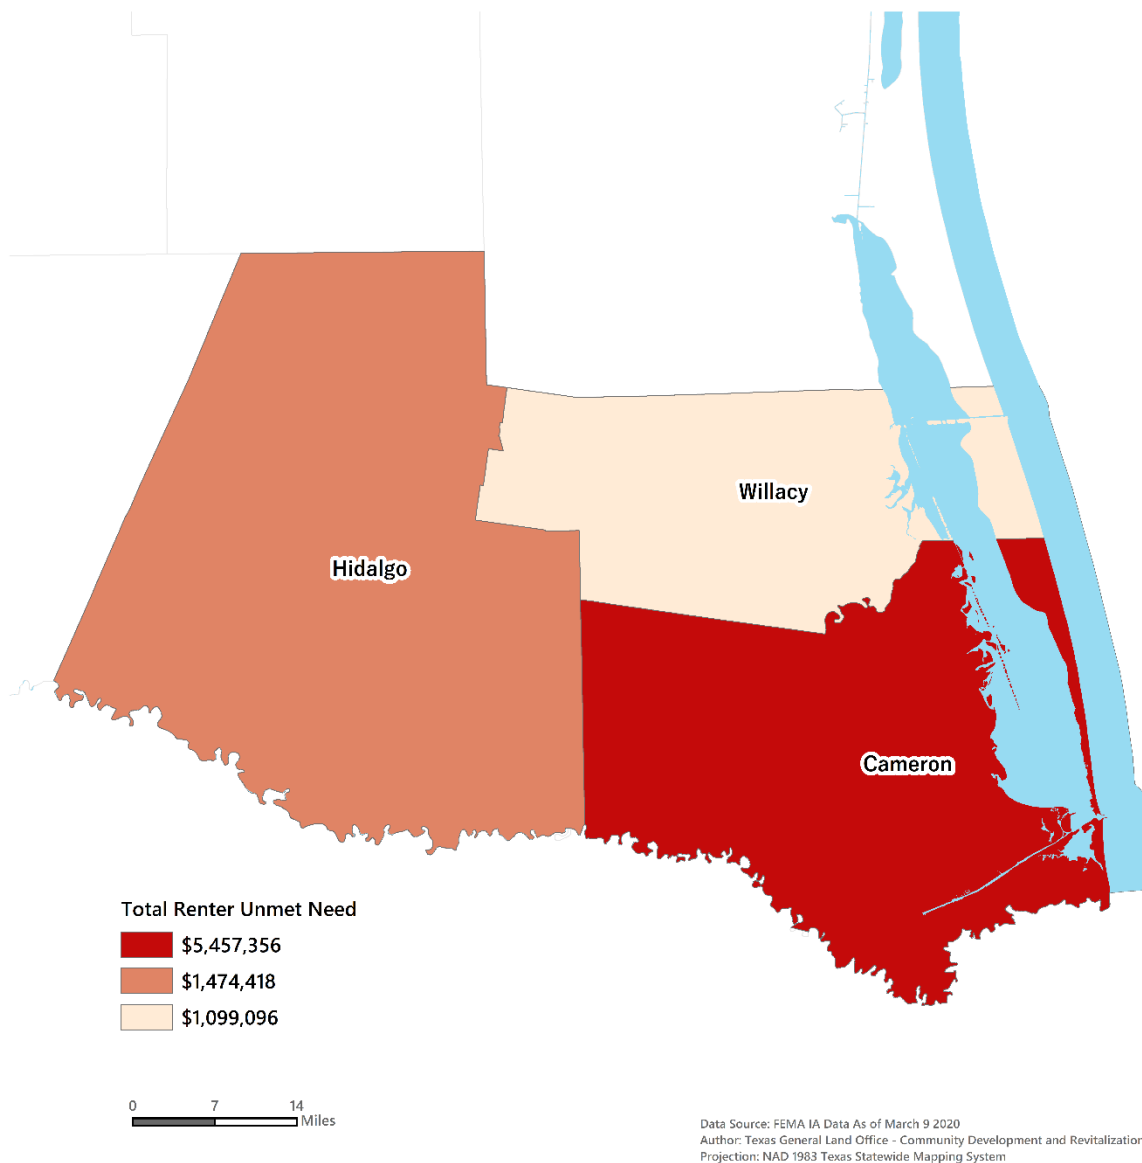 Willacy
Hidalgo
Cameron
Total Renter Unmet Need
$5,457,356
$1,474,418
$1,099,096
0 7 14
Miles
Data Source: FEMA IA Data As of March 9 2020
Author: Texas General Land Office - Community Development and Revitalization
Projection: NAD 1983 Texas Statewide Mapping System